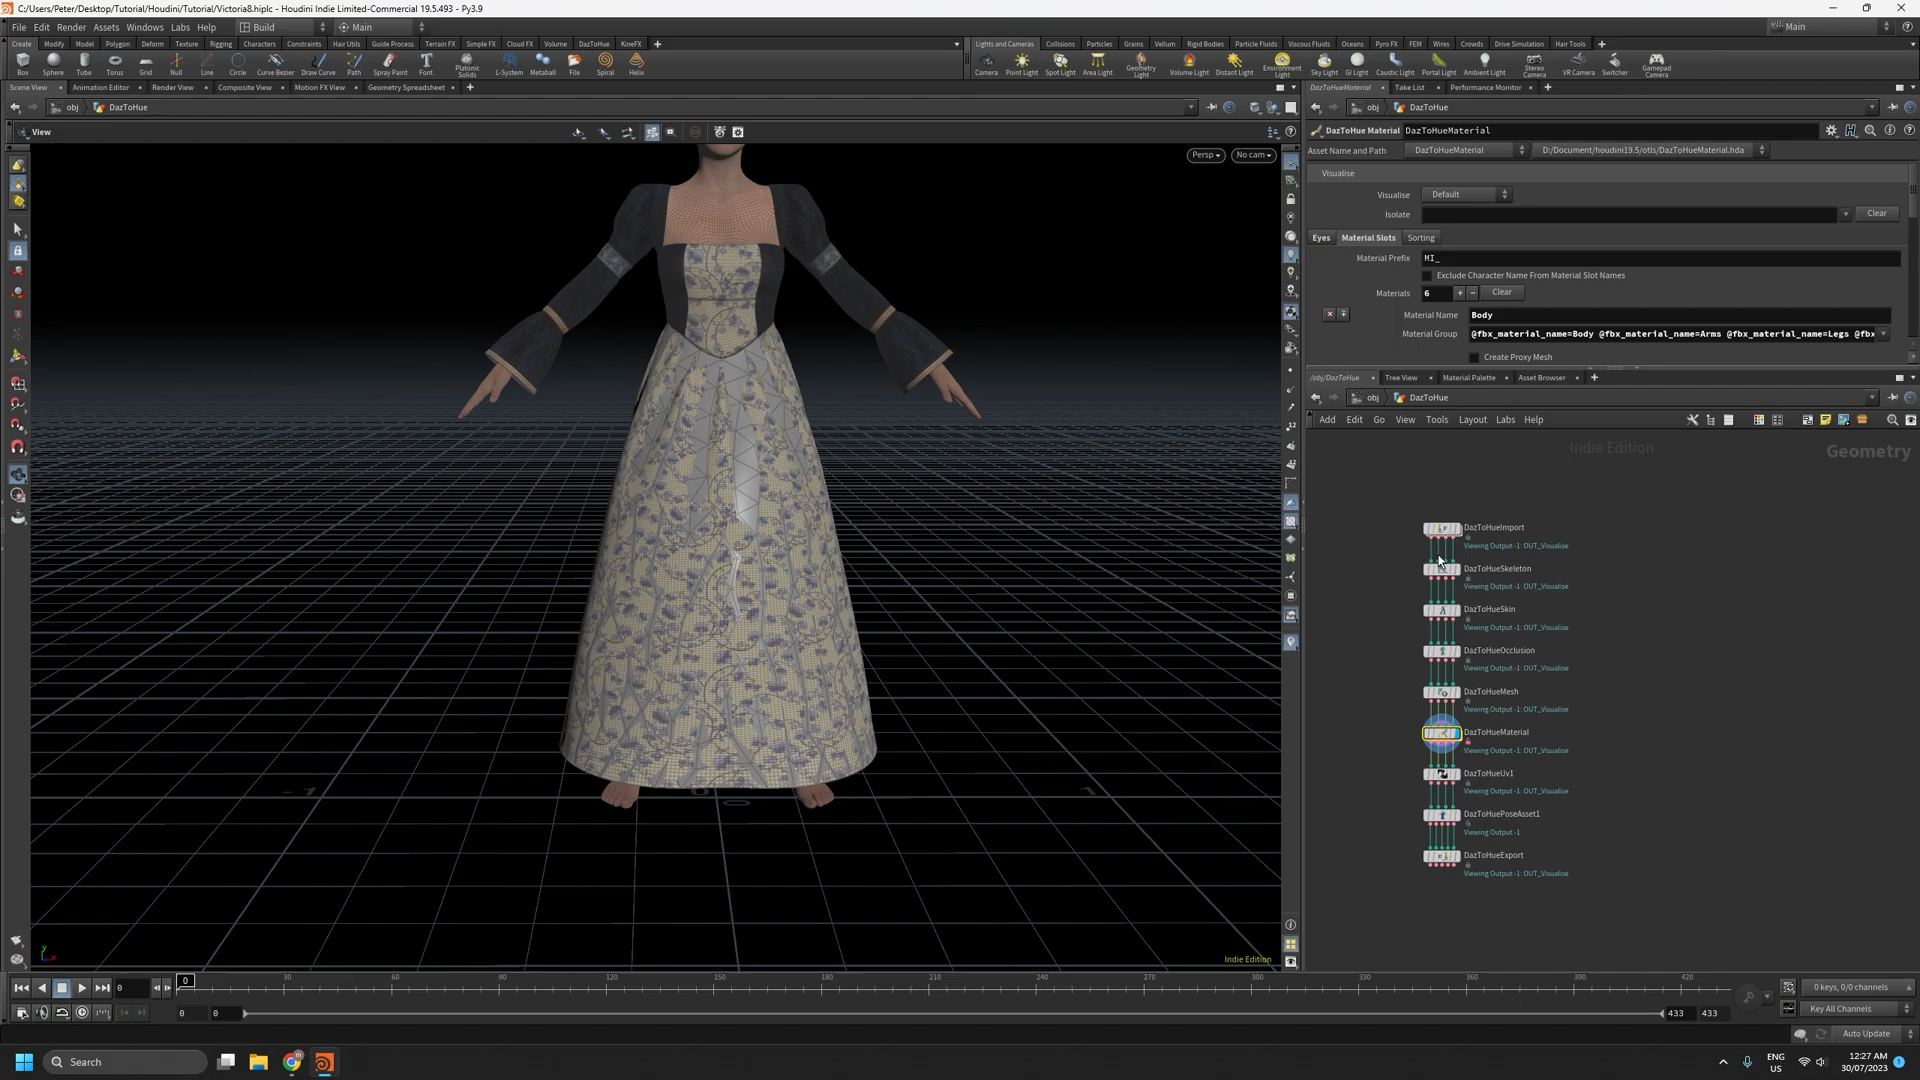 C:/Users/Peter/Desktop/Tutorial/Houdini/Tutorial/Victoria8.hiplc - Houdini Indie Limited-Commercial 19.5.493 - Py3.9
File Edit Render Assets Windows Labs Help Build Main Main
Create Modify Model Polygon Deform Texture Rigging Characters Constraints Hair Utils Guide Process Terrain FX Simple FX Cloud FX Volume DazToHue KineFX
Lights and Cameras Collisions Particles Grains Vellum Rigid Bodies Particle Fluids Viscous Fluids Oceans Pyro FX FEM Wires Crowds Drive Simulation Hair Tools
Box Sphere Tube Torus Grid Null Line Circle Curve Bezier Draw Curve Path Spray Paint Font Platonic Solids L-System Metaball File Spiral Helix
Camera Point Light Spot Light Area Light Geometry Light Volume Light Distant Light Environment Light Sky Light GI Light Caustic Light Portal Light Ambient Light Stereo Camera VR Camera Switcher Gamepad Camera
Scene View Animation Editor Render View Composite View Motion FX View Geometry Spreadsheet
obj DazToHue
View
Persp No cam
DazToHueMaterial Take List Performance Monitor
obj DazToHue
DazToHue Material DazToHueMaterial
Asset Name and Path DazToHueMaterial D:/Document/houdini19.5/otls/DazToHueMaterial.hda
Visualise
Visualise Default
Isolate Clear
Eyes Material Slots Sorting
Material Prefix MI_
Exclude Character Name From Material Slot Names
Materials 6 Clear
Material Name Body
Material Group @fbx_material_name=Body @fbx_material_name=Arms @fbx_material_name=Legs @fbx
Create Proxy Mesh
/obj/DazToHue Tree View Material Palette Asset Browser
obj DazToHue
Add Edit Go View Tools Layout Labs Help
Indie Edition
Geometry
DazToHueImport
Viewing Output -1: OUT_Visualise
DazToHueSkeleton
Viewing Output -1: OUT_Visualise
DazToHueSkin
Viewing Output -1: OUT_Visualise
DazToHueOcclusion
Viewing Output -1: OUT_Visualise
DazToHueMesh
Viewing Output -1: OUT_Visualise
DazToHueMaterial
Viewing Output -1: OUT_Visualise
DazToHueUv1
Viewing Output -1: OUT_Visualise
DazToHuePoseAsset1
Viewing Output -1
DazToHueExport
Viewing Output -1: OUT_Visualise
Indie Edition
0 0 30 60 90 120 150 180 210 240 270 300 330 360 390 420
0 keys, 0/0 channels
0 0 433 433
Key All Channels
Auto Update
Search
ENG
US
12:27 AM
30/07/2023